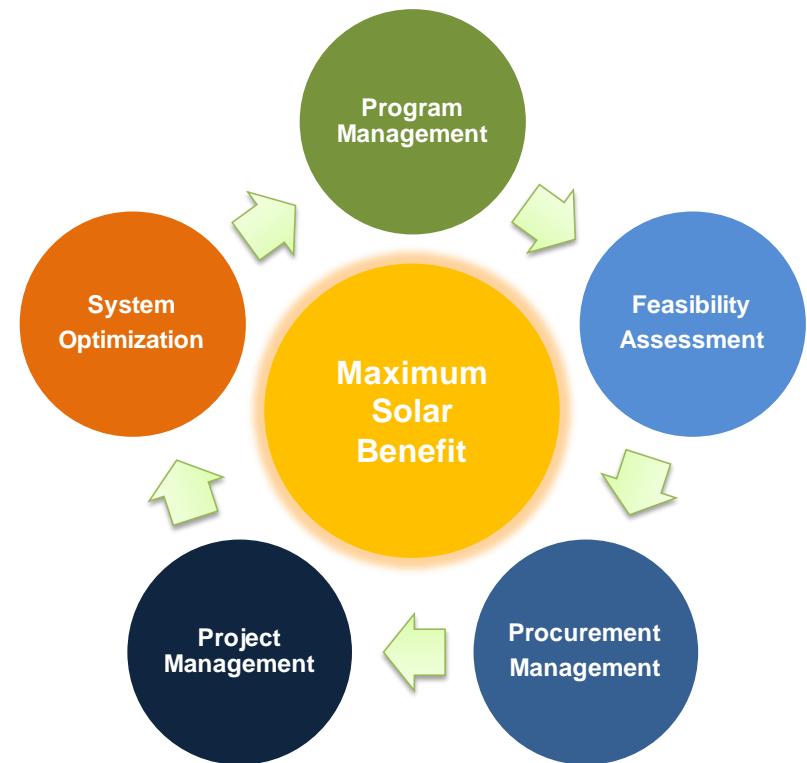 Program
Management
Feasibility
Assessment
Procurement
Management
Project
Management
System
Optimization
Maximum
Solar
Benefit